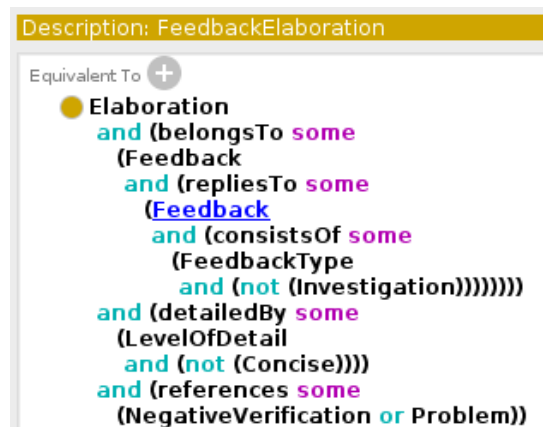 Description: FeedbackElaboration
Equivalent To
Elaboration
and (belongsTo some
(Feedback
and (repliesTo some
(Feedback
and (consistsOf some
(FeedbackType
and (not (Investigation))))))))
and (detailedBy some
(LevelOfDetail
and (not (Concise))))
and (references some
(NegativeVerification or Problem))